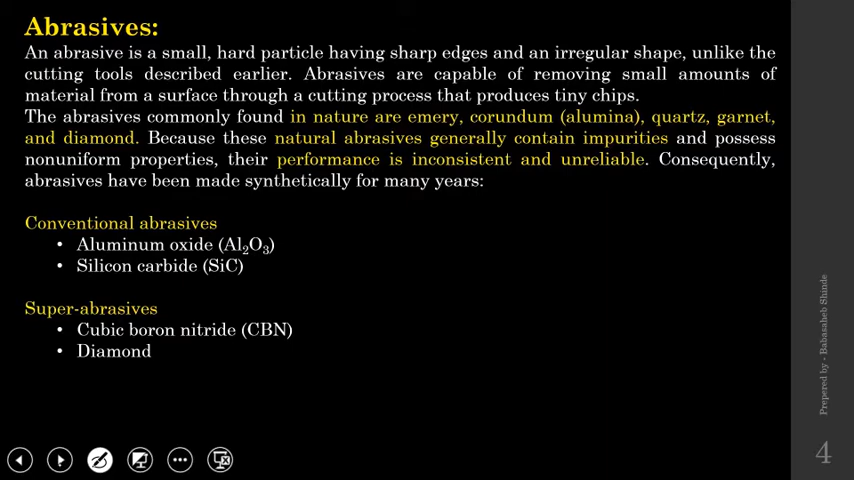 Abrasives:
An abrasive is a small, hard particle having sharp edges and an irregular shape, unlike the
cutting tools described earlier. Abrasives are capable of removing small amounts of
material from a surface through a cutting process that produces tiny chips.
The abrasives commonly found in nature are emery, corundum (alumina), quartz, garnet,
and diamond. Because these natural abrasives generally contain impurities and possess
nonuniform properties, their performance is inconsistent and unreliable. Consequently,
abrasives have been made synthetically for many years:
Conventional abrasives
• Aluminum oxide (Al₂O₃)
• Silicon carbide (SiC)
Super-abrasives
• Cubic boron nitride (CBN)
• Diamond
Prepered by - Babasaheb Shinde
4